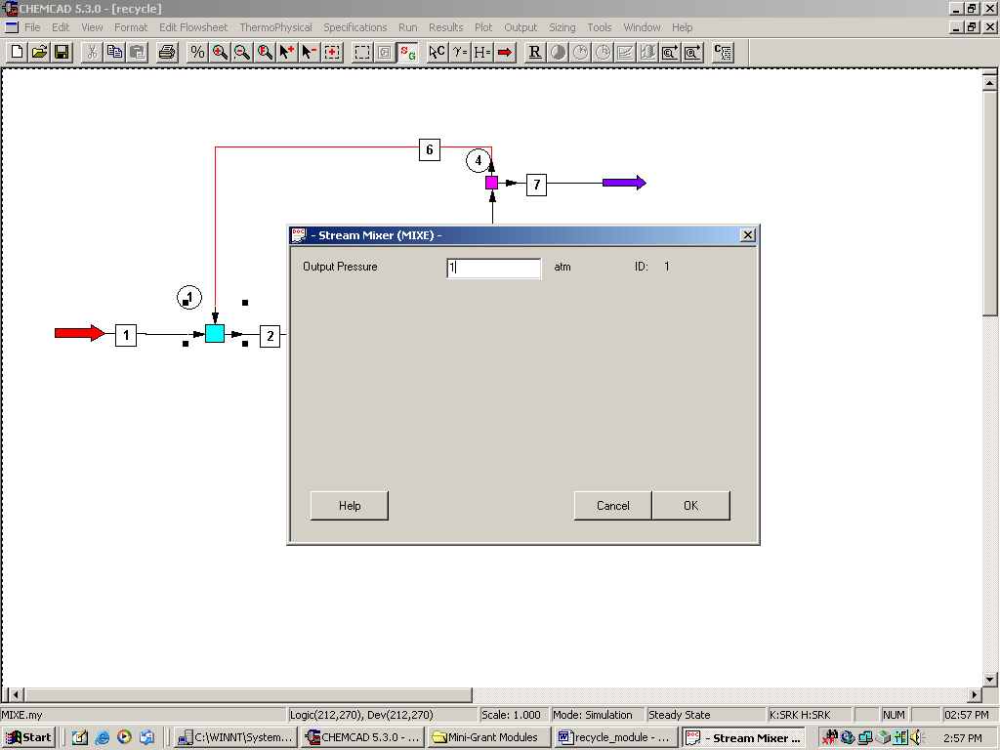 CHEMCAD 5.3.0 - [recycle]
File Edit View Format Edit Flowsheet ThermoPhysical Specifications Run Results Plot Output Sizing Tools Window Help
% S G C γ= H= R C
6
4
7
- Stream Mixer (MIXE) -
Output Pressure 1 atm ID: 1
1
1
2
Help Cancel OK
MIXE.my Logic(212,270), Dev(212,270) Scale: 1.000 Mode: Simulation Steady State K:SRK H:SRK NUM 02:57 PM
Start C:\WINNT\System... CHEMCAD 5.3.0 - ... Mini-Grant Modules recycle_module - ... - Stream Mixer ... 2:57 PM